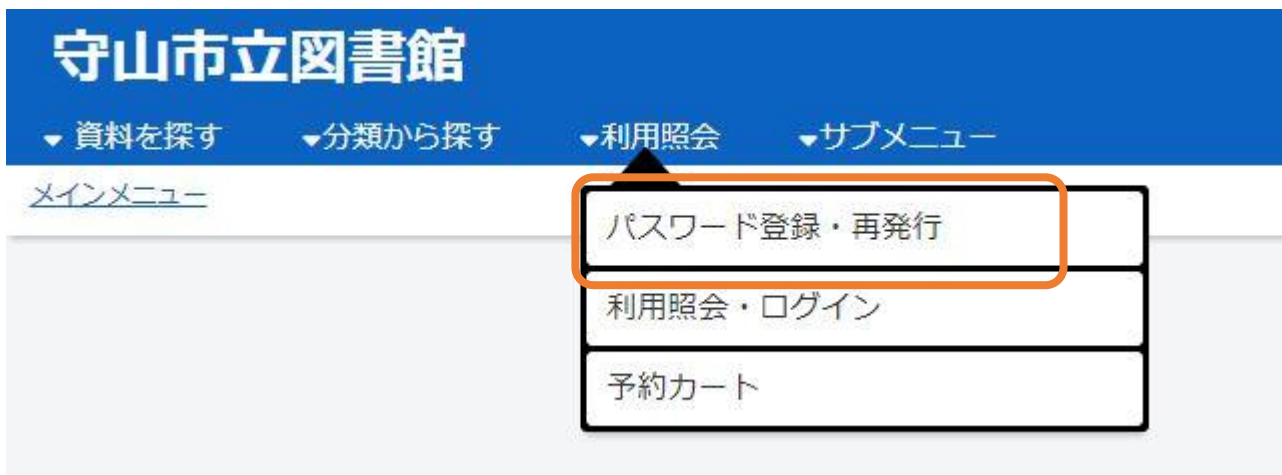 守山市立図書館
資料を探す 分類から探す 利用照会 サブメニュー
メインメニュー
パスワード登録・再発行
利用照会・ログイン
予約カート